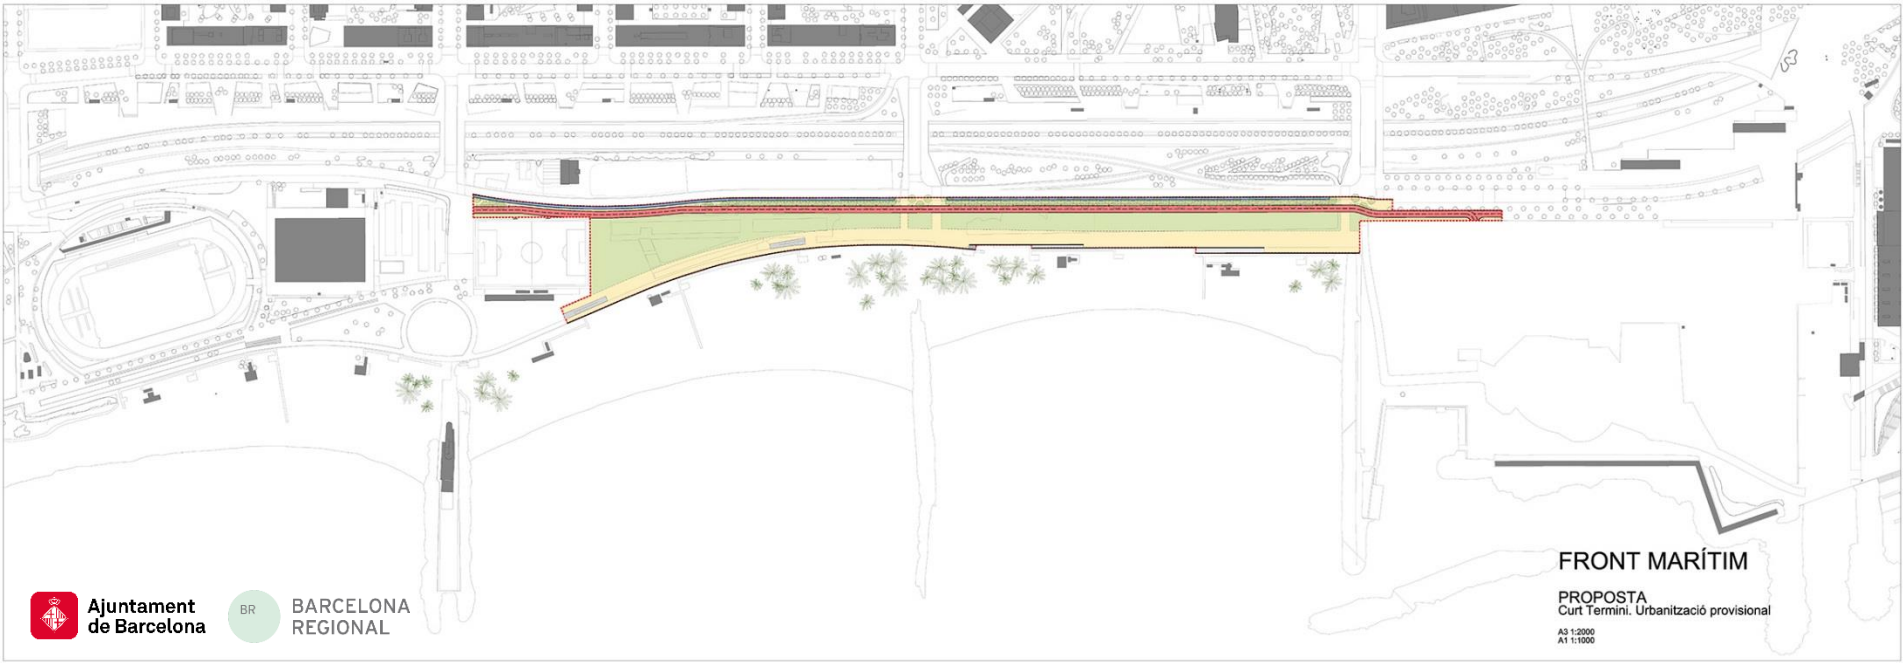 FRONT MARÍTIM
PROPOSTA
Curt Termini. Urbanització provisional
A3 1:2000
A1 1:1000
Ajuntament
de Barcelona
BR
BARCELONA
REGIONAL